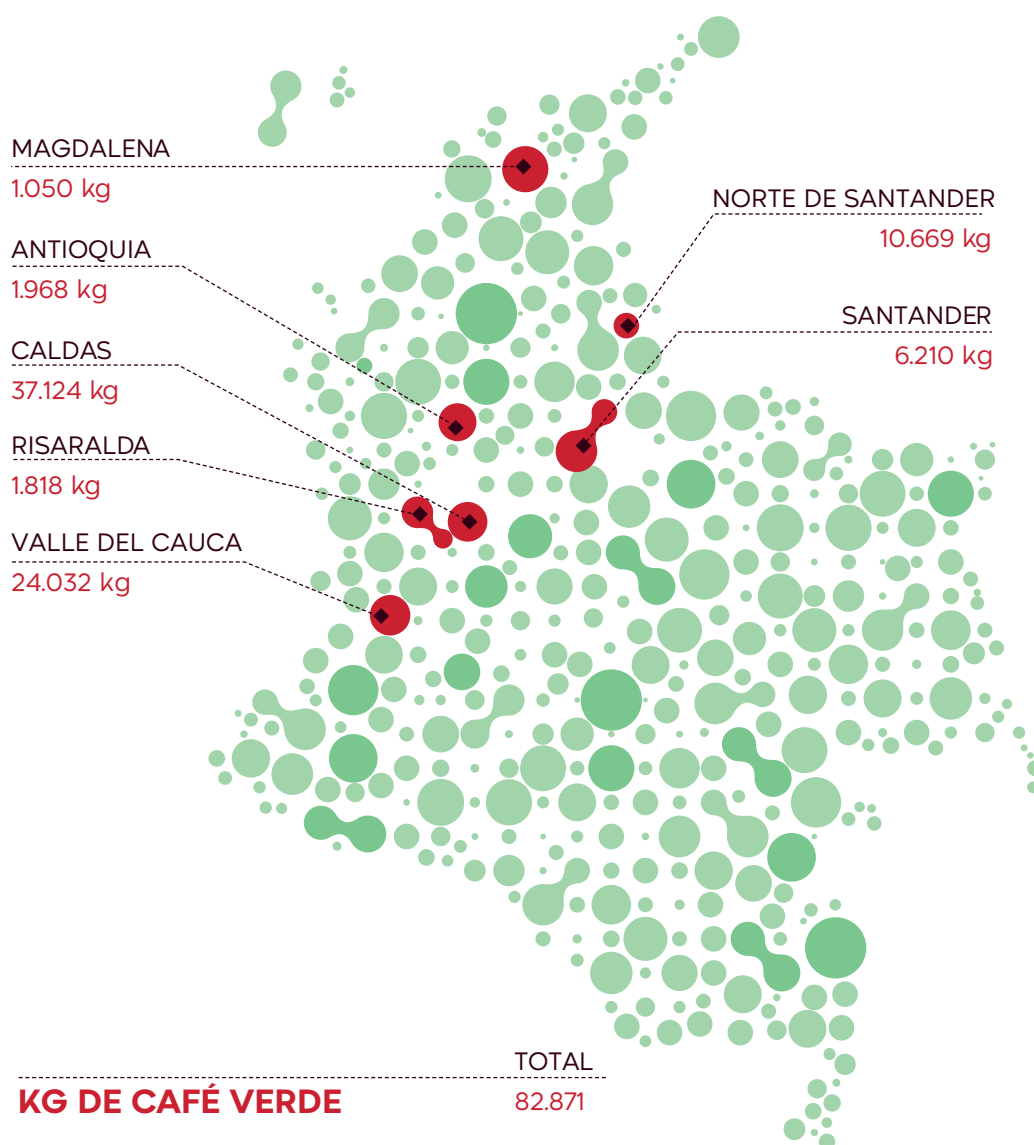 MAGDALENA
1.050 kg
ANTIOQUIA
1.968 kg
CALDAS
37.124 kg
RISARALDA
1.818 kg
VALLE DEL CAUCA
24.032 kg
NORTE DE SANTANDER
10.669 kg
SANTANDER
6.210 kg
TOTAL
KG DE CAFÉ VERDE
82.871